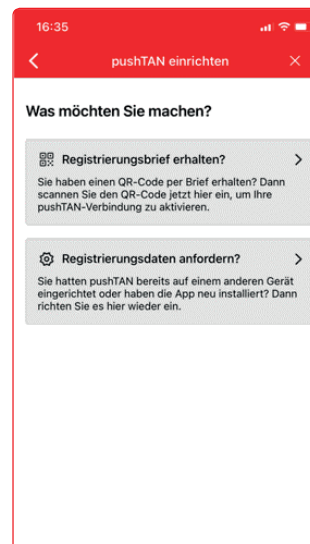 16:35
pushTAN einrichten
Was möchten Sie machen?
Registrierungsbrief erhalten?
Sie haben einen QR-Code per Brief erhalten? Dann
scannen Sie den QR-Code jetzt hier ein, um Ihre
pushTAN-Verbindung zu aktivieren.
Registrierungsdaten anfordern?
Sie hatten pushTAN bereits auf einem anderen Gerät
eingerichtet oder haben die App neu installiert? Dann
richten Sie es hier wieder ein.